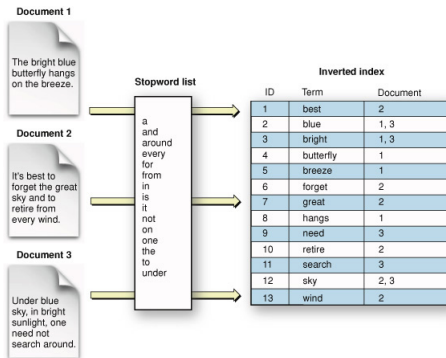 Document 1
The bright blue
butterfly hangs
on the breeze.
Document 2
It's best to
forget the great
sky and to
retire from
every wind.
Document 3
Under blue
sky, in bright
sunlight, one
need not
search around.
Stopword list
a
and
around
every
for
from
in
is
it
not
on
one
the
to
under
Inverted index
ID Term Document
1 best 2
2 blue 1, 3
3 bright 1, 3
4 butterfly 1
5 breeze 1
6 forget 2
7 great 2
8 hangs 1
9 need 3
10 retire 2
11 search 3
12 sky 2, 3
13 wind 2